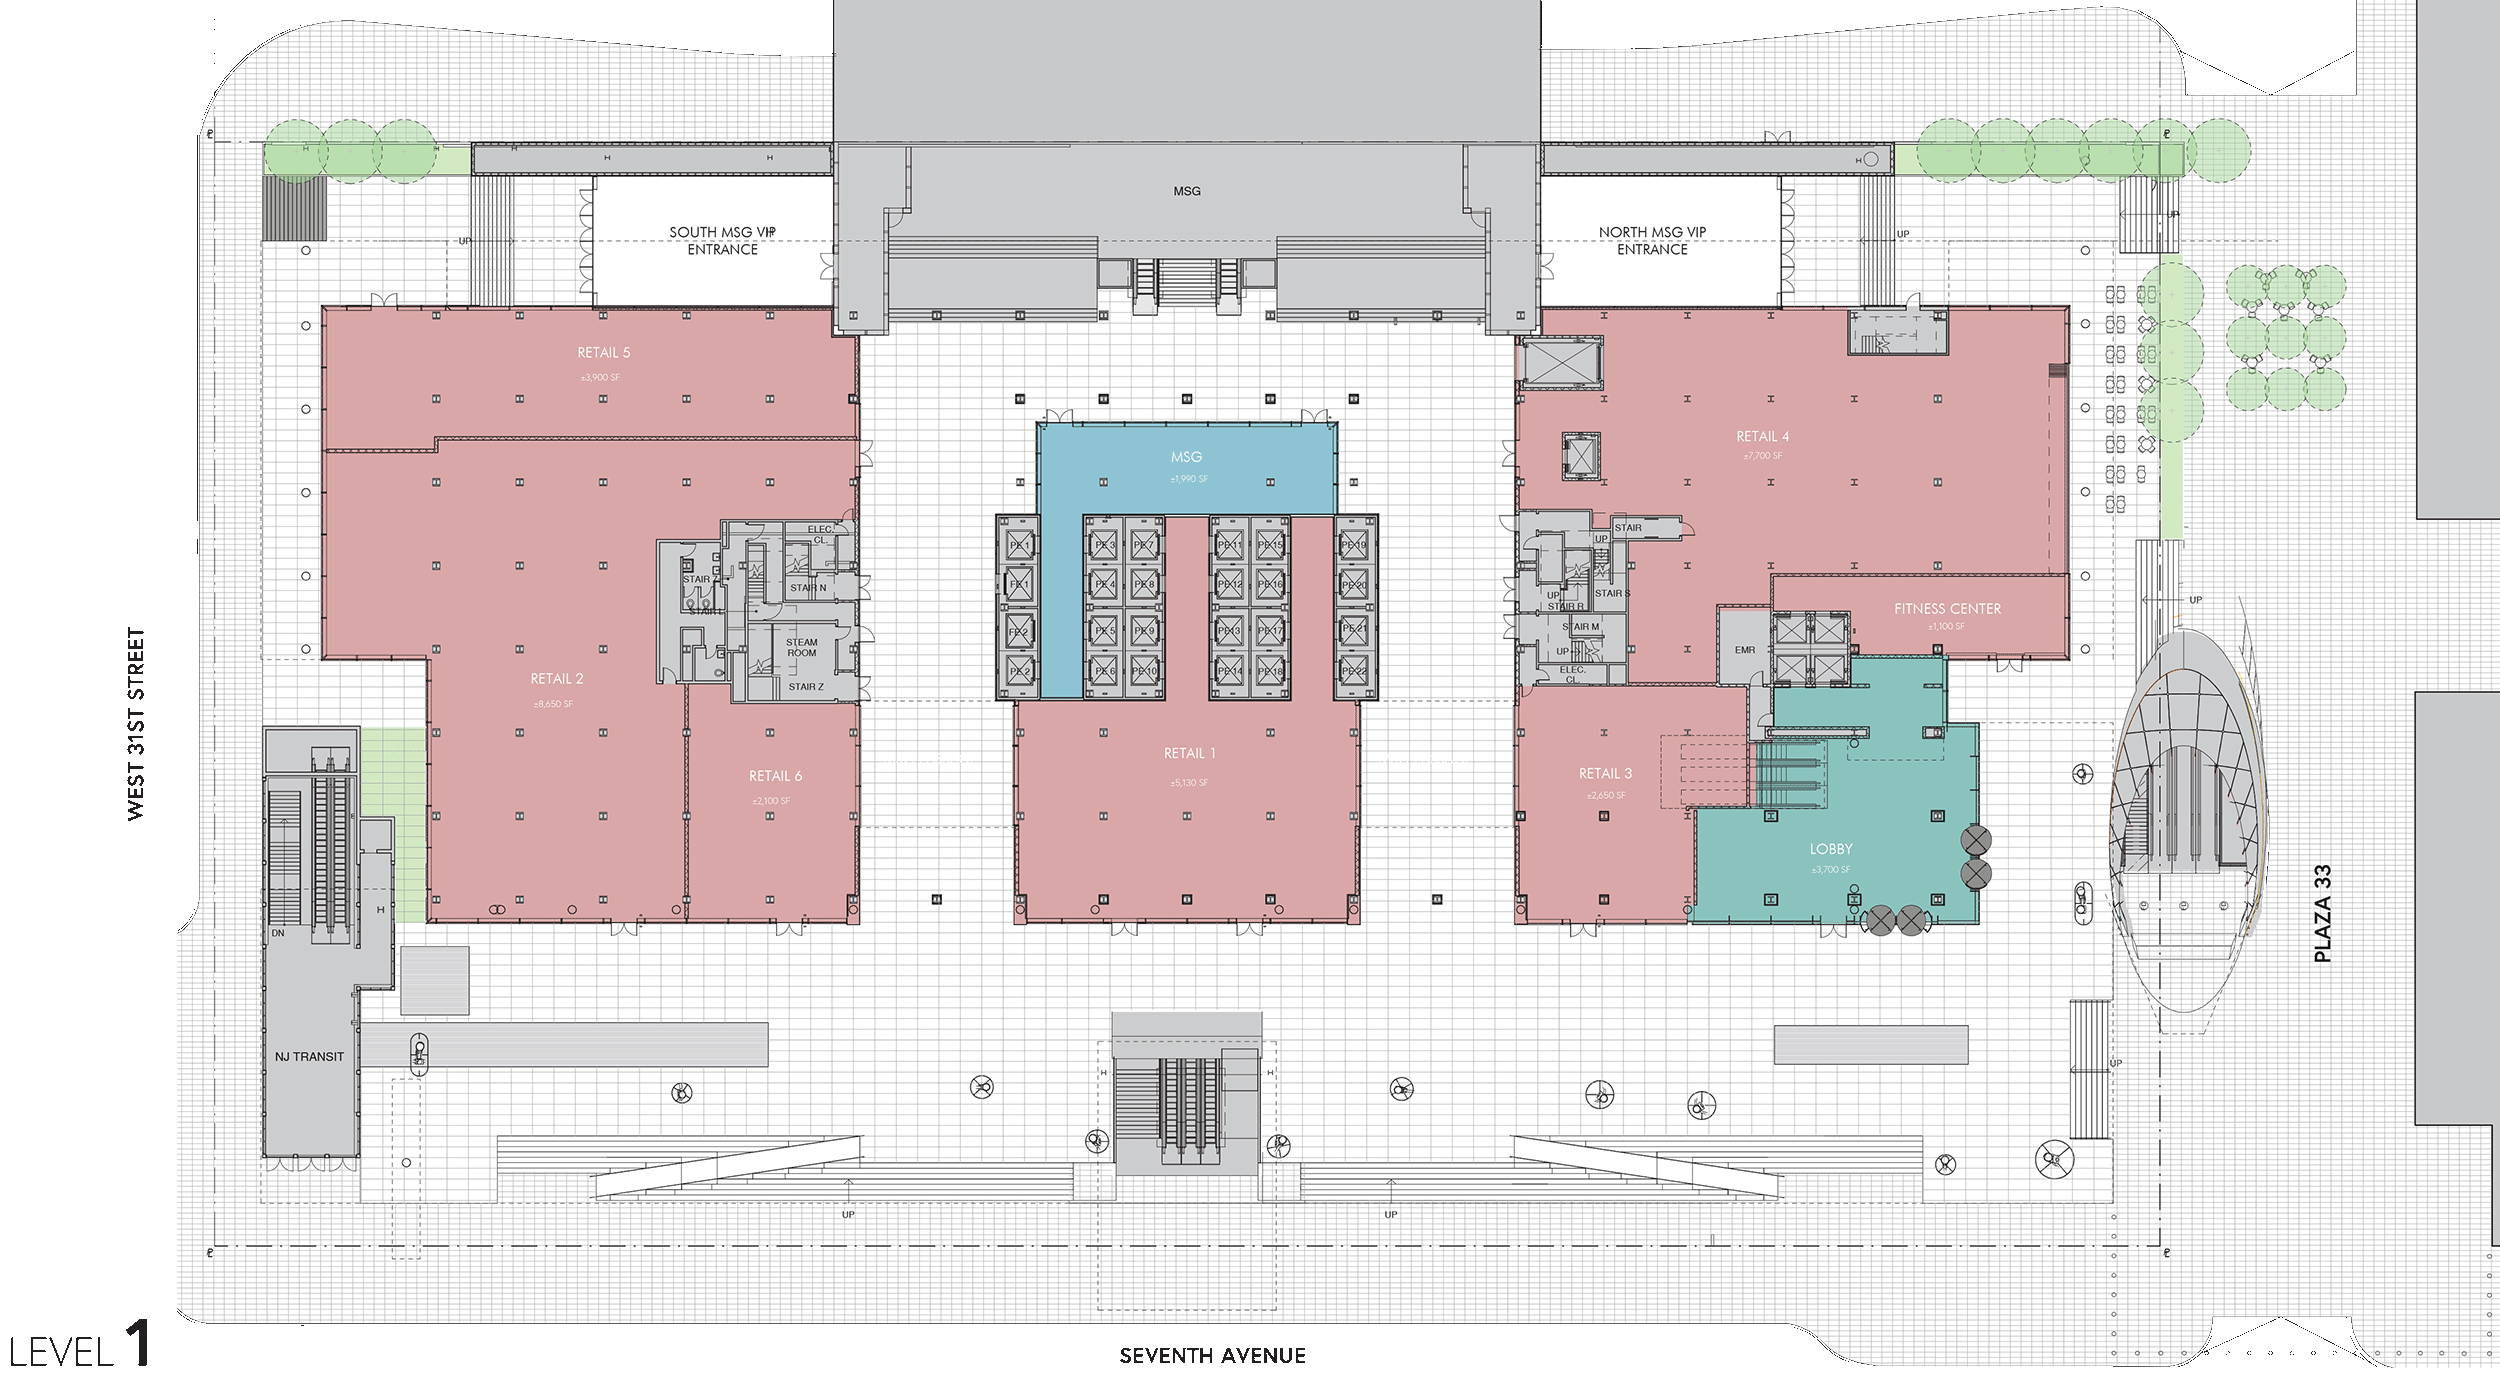 MSG
SOUTH MSG VIP
ENTRANCE
NORTH MSG VIP
ENTRANCE
UP
UP
UP
RETAIL 5
±3,900 SF
RETAIL 4
±7,700 SF
MSG
±1,990 SF
ELEC.
CL.
STAIR
UP
PE 1
PE 3
PE 7
PE 11
PE 15
PE 19
STAIR Z
STAIR N
FE 1
PE 4
PE 8
PE 12
PE 16
PE 20
UP
STAIR R
STAIR S
STAIR L
FITNESS CENTER
±1,100 SF
UP
STEAM
ROOM
FE 2
PE 5
PE 9
PE 13
PE 17
PE 21
STAIR M
UP
EMR
PE 2
PE 6
PE 10
PE 14
PE 18
PE 22
ELEC.
CL.
STAIR Z
RETAIL 2
±8,650 SF
RETAIL 6
±2,100 SF
RETAIL 1
±5,130 SF
RETAIL 3
±2,650 SF
LOBBY
±3,700 SF
WEST 31ST STREET
PLAZA 33
H
DN
NJ TRANSIT
H
H
UP
UP
UP
LEVEL 1
SEVENTH AVENUE